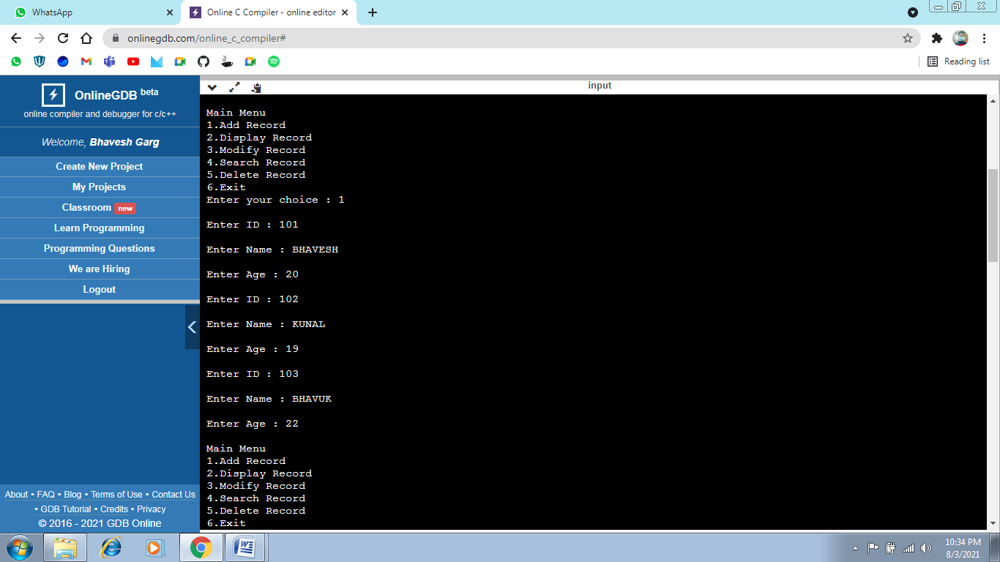 WhatsApp
Online C Compiler - online editor
onlinegdb.com/online_c_compiler#
Reading list
OnlineGDB beta
online compiler and debugger for c/c++
Welcome, Bhavesh Garg
Create New Project
My Projects
Classroom new
Learn Programming
Programming Questions
We are Hiring
Logout
About • FAQ • Blog • Terms of Use • Contact Us
• GDB Tutorial • Credits • Privacy
© 2016 - 2021 GDB Online
input
Main Menu
1.Add Record
2.Display Record
3.Modify Record
4.Search Record
5.Delete Record
6.Exit
Enter your choice : 1
Enter ID : 101
Enter Name : BHAVESH
Enter Age : 20
Enter ID : 102
Enter Name : KUNAL
Enter Age : 19
Enter ID : 103
Enter Name : BHAVUK
Enter Age : 22
Main Menu
1.Add Record
2.Display Record
3.Modify Record
4.Search Record
5.Delete Record
6.Exit
10:34 PM
8/3/2021